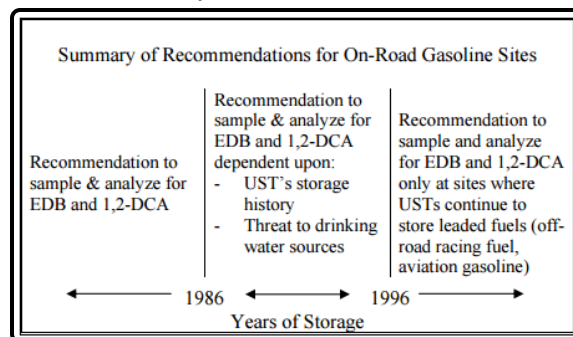 Summary of Recommendations for On-Road Gasoline Sites
Recommendation to
sample & analyze for
EDB and 1,2-DCA
Recommendation to
sample & analyze for
EDB and 1,2-DCA
dependent upon:
- UST's storage
history
- Threat to drinking
water sources
Recommendation to
sample and analyze
for EDB and 1,2-DCA
only at sites where
USTs continue to
store leaded fuels (off-
road racing fuel,
aviation gasoline)
1986
1996
Years of Storage